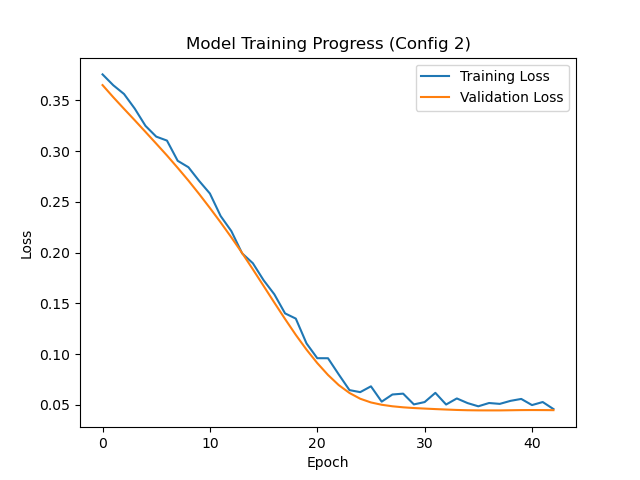 Model Training Progress (Config 2)
Training Loss
Validation Loss
0.35
0.30
0.25
0.20
0.15
0.10
0.05
Loss
0 10 20 30 40
Epoch